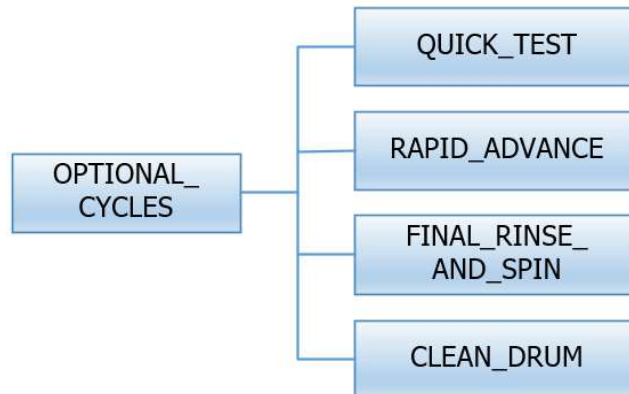 QUICK_TEST
RAPID_ADVANCE
OPTIONAL_
CYCLES
FINAL_RINSE_
AND_SPIN
CLEAN_DRUM